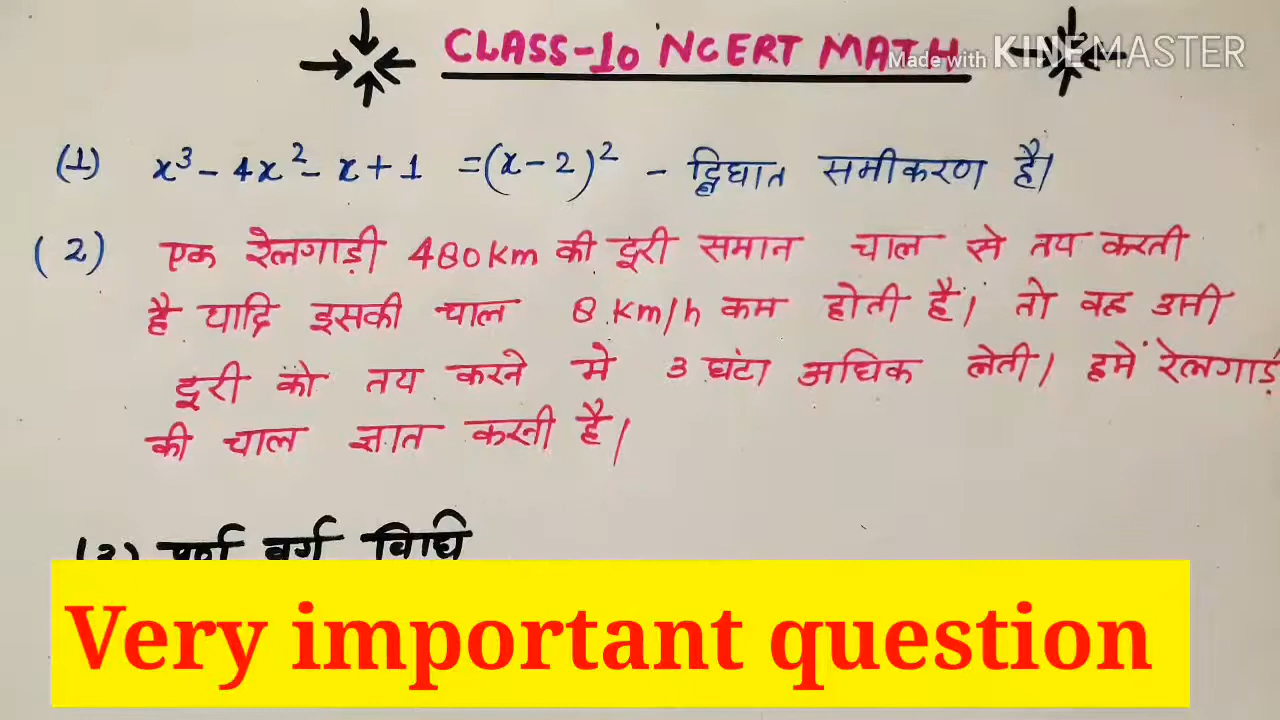 CLASS-10 NCERT MATH
Made with KINEMASTER
(1) x³ - 4x² - x + 1 = (x - 2)² - द्विघात समीकरण है।
(2) एक रेलगाड़ी 480 km की दूरी समान चाल से तय करती
है यादि इसकी चाल 8 km/h कम होती है। तो वह उसी
दूरी को तय करने मे 3 घंटा अधिक लेती। हमें रेलगाड़
की चाल ज्ञात करनी है।
(3) पूर्ण वर्ग विधि
Very important question